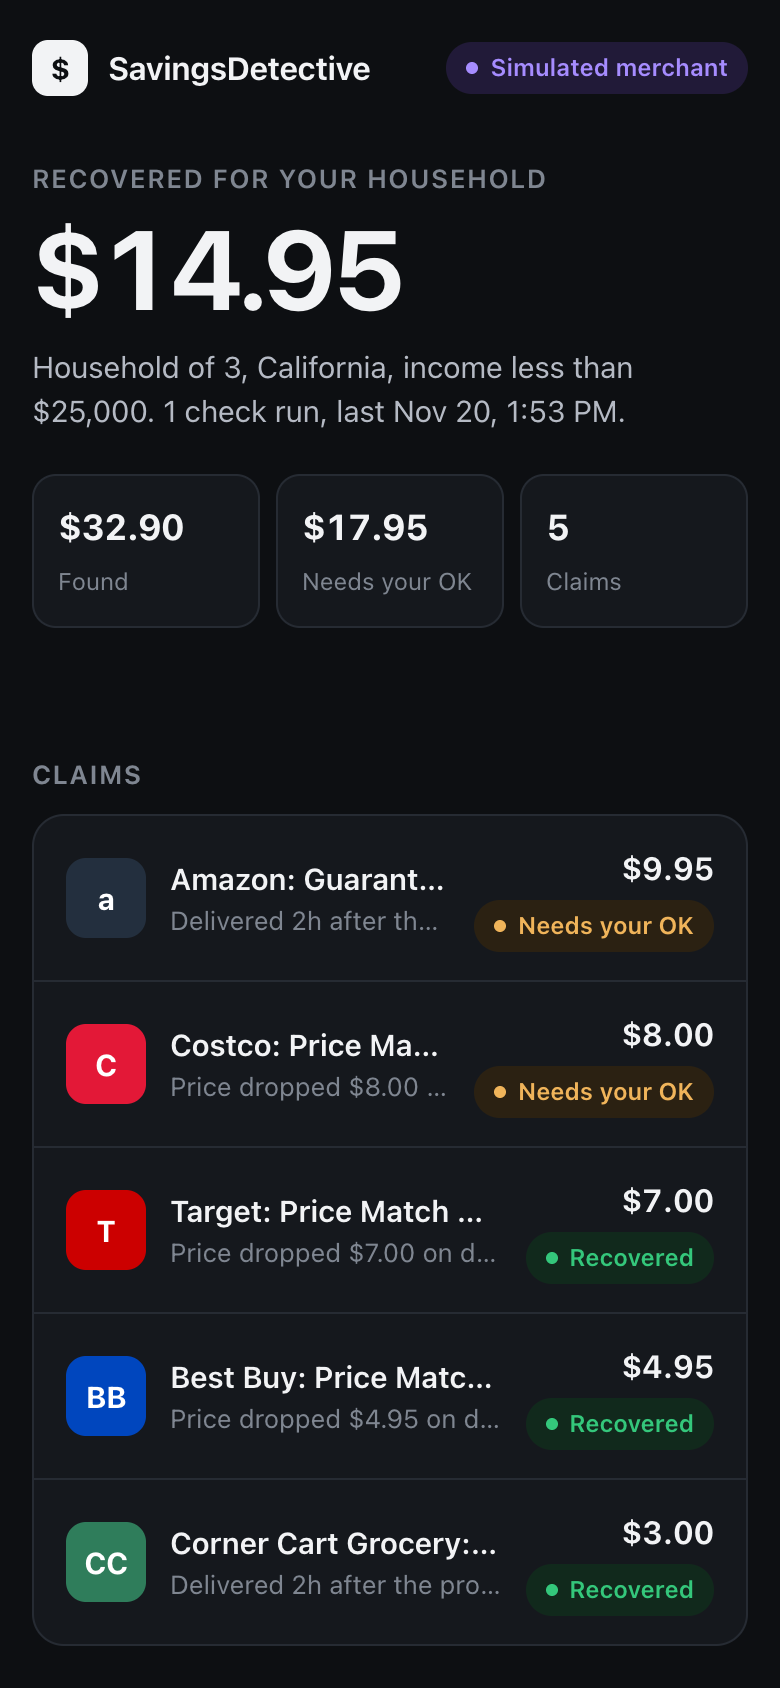 $ SavingsDetective
Simulated merchant
RECOVERED FOR YOUR HOUSEHOLD
$14.95
Household of 3, California, income less than
$25,000. 1 check run, last Nov 20, 1:53 PM.
$32.90
Found
$17.95
Needs your OK
5
Claims
CLAIMS
a
Amazon: Guarant...
Delivered 2h after th...
$9.95
Needs your OK
C
Costco: Price Ma...
Price dropped $8.00 ...
$8.00
Needs your OK
T
Target: Price Match ...
Price dropped $7.00 on d...
$7.00
Recovered
BB
Best Buy: Price Matc...
Price dropped $4.95 on d...
$4.95
Recovered
CC
Corner Cart Grocery:...
Delivered 2h after the pro...
$3.00
Recovered